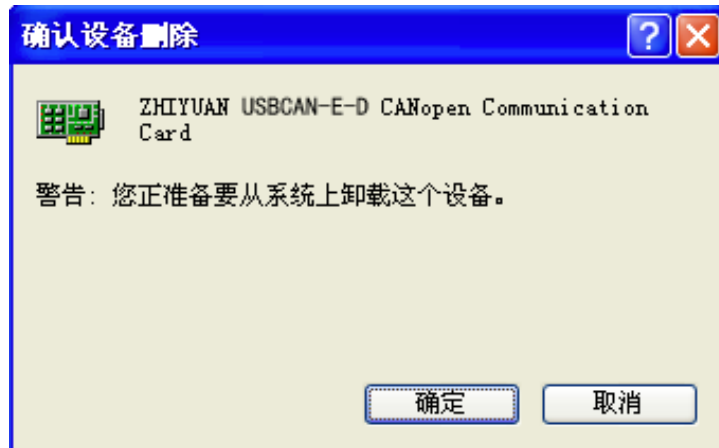 确认设备删除
ZHIYUAN USBCAN-E-D CANopen Communication
Card
警告: 您正准备要从系统上卸载这个设备。
确定
取消